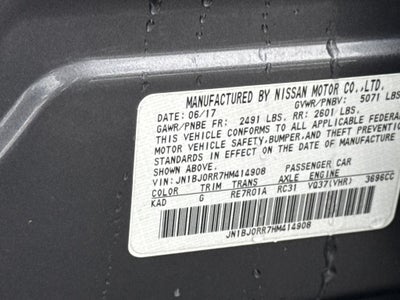 MANUFACTURED BY NISSAN MOTOR CO.,LTD.
DATE: 06/17 GVWR/PNBV: 5071 LBS
GAWR/PNBE FR: 2491 LBS. RR: 2601 LBS.
THIS VEHICLE CONFORMS TO ALL APPLICABLE
MOTOR VEHICLE SAFETY,BUMPER,AND THEFT PREVENTION
STANDARDS IN EFFECT ON THE DATE OF MANUFACTURE
SHOWN ABOVE.
VIN: JN1BJ0RR7HM414908 PASSENGER CAR
COLOR TRIM TRANS AXLE ENGINE
KAD G RE7R01A RC31 VQ37(VHR) 3696CC
JN1BJ0RR7HM414908